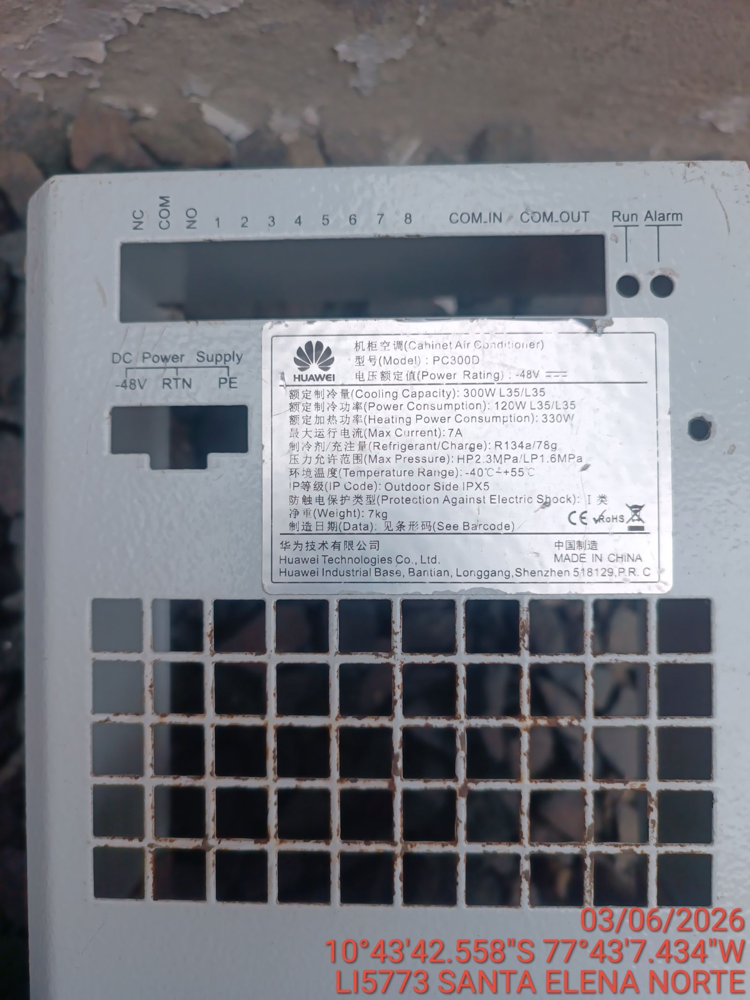 NC COM NO 1 2 3 4 5 6 7 8 COM_IN COM_OUT Run Alarm
DC Power Supply
-48V RTN PE
HUAWEI
机柜空调(Cabinet Air Conditioner)
型号(Model) : PC300D
电压额定值(Power Rating) : -48V
额定制冷量(Cooling Capacity): 300W L35/L35
额定制冷功率(Power Consumption): 120W L35/L35
额定加热功率(Heating Power Consumption): 330W
最大运行电流(Max Current): 7A
制冷剂/充注量(Refrigerant/Charge): R134a/78g
压力允许范围(Max Pressure): HP2.3MPa/LP1.6MPa
环境温度(Temperature Range): -40℃~+55℃
IP等级(IP Code): Outdoor Side IPX5
防触电保护类型(Protection Against Electric Shock): I 类
净重(Weight): 7kg
制造日期(Data): 见条形码(See Barcode)
CE RoHS
华为技术有限公司
中国制造
Huawei Technologies Co., Ltd.
MADE IN CHINA
Huawei Industrial Base, Bantian, Longgang,Shenzhen 518129,P.R. C
03/06/2026
10°43'42.558"S 77°43'7.434"W
LI5773 SANTA ELENA NORTE